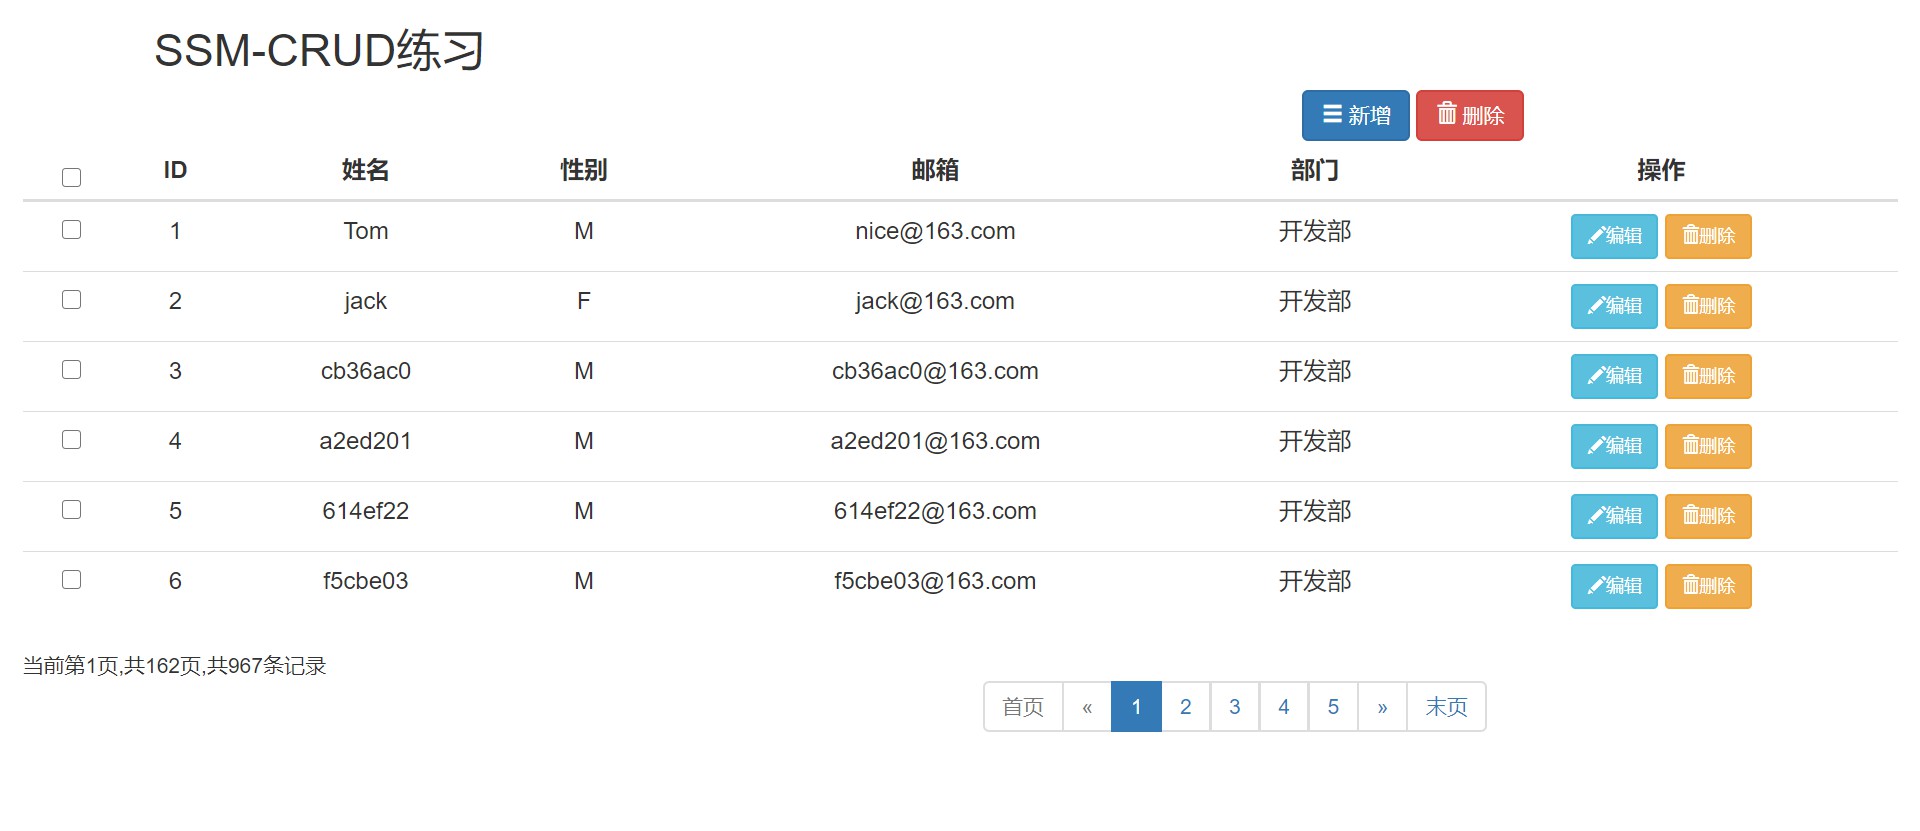 SSM-CRUD练习
新增 删除
ID 姓名 性别 邮箱 部门 操作
1 Tom M nice@163.com 开发部 编辑 删除
2 jack F jack@163.com 开发部 编辑 删除
3 cb36ac0 M cb36ac0@163.com 开发部 编辑 删除
4 a2ed201 M a2ed201@163.com 开发部 编辑 删除
5 614ef22 M 614ef22@163.com 开发部 编辑 删除
6 f5cbe03 M f5cbe03@163.com 开发部 编辑 删除
当前第1页,共162页,共967条记录
首页 « 1 2 3 4 5 » 末页